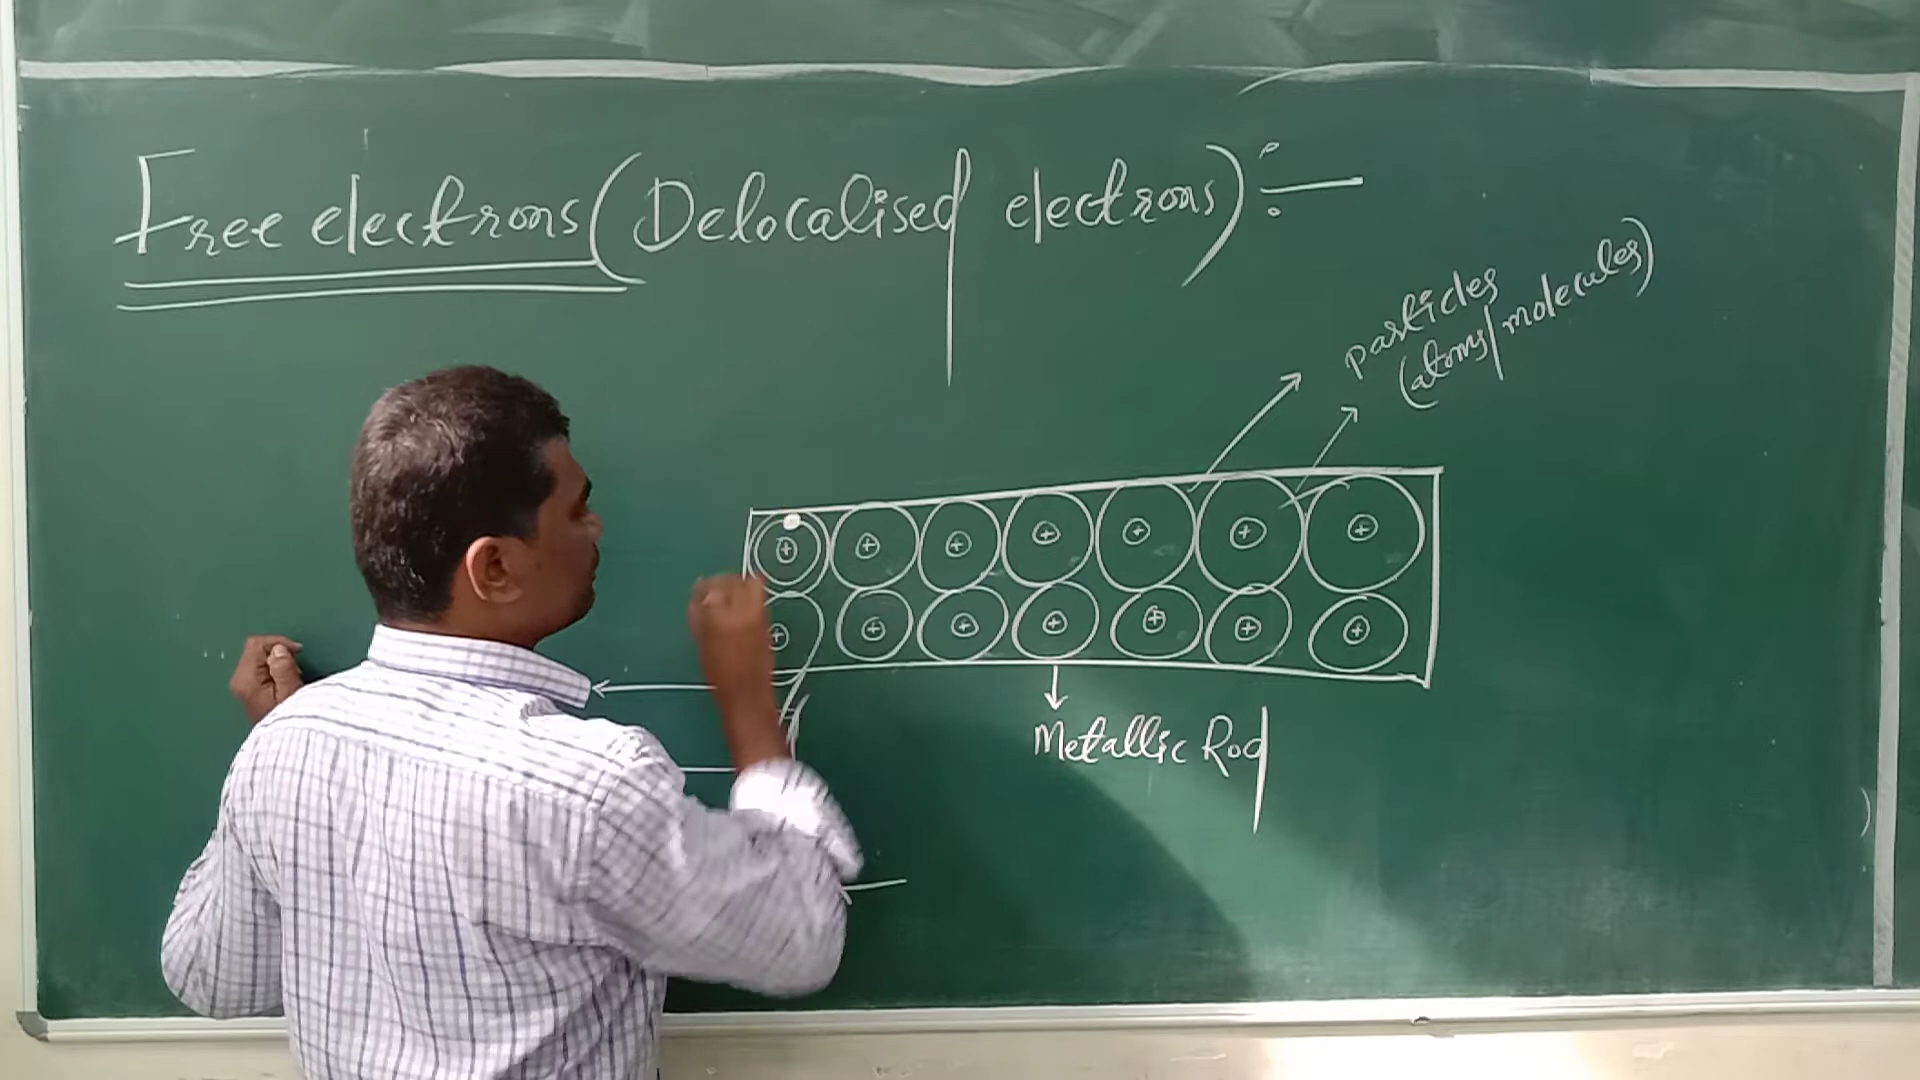 Free electrons (Delocalised electrons) :-
particles
(atoms/molecules)
+ + + + + + +
+ + + + + + +
Metallic Rod